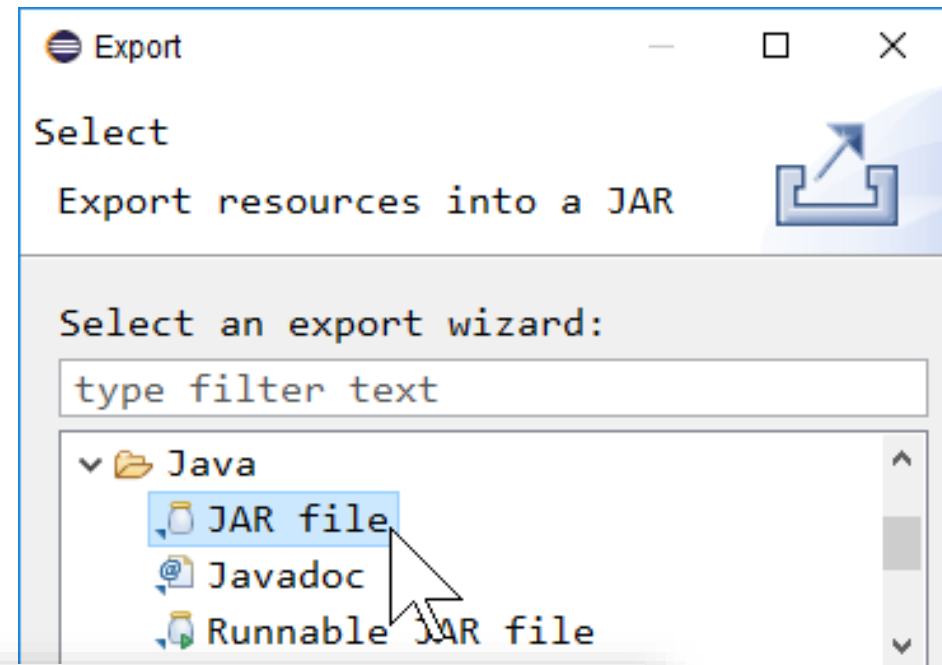 Export
Select
Export resources into a JAR
Select an export wizard:
type filter text
Java
JAR file
Javadoc
Runnable JAR file